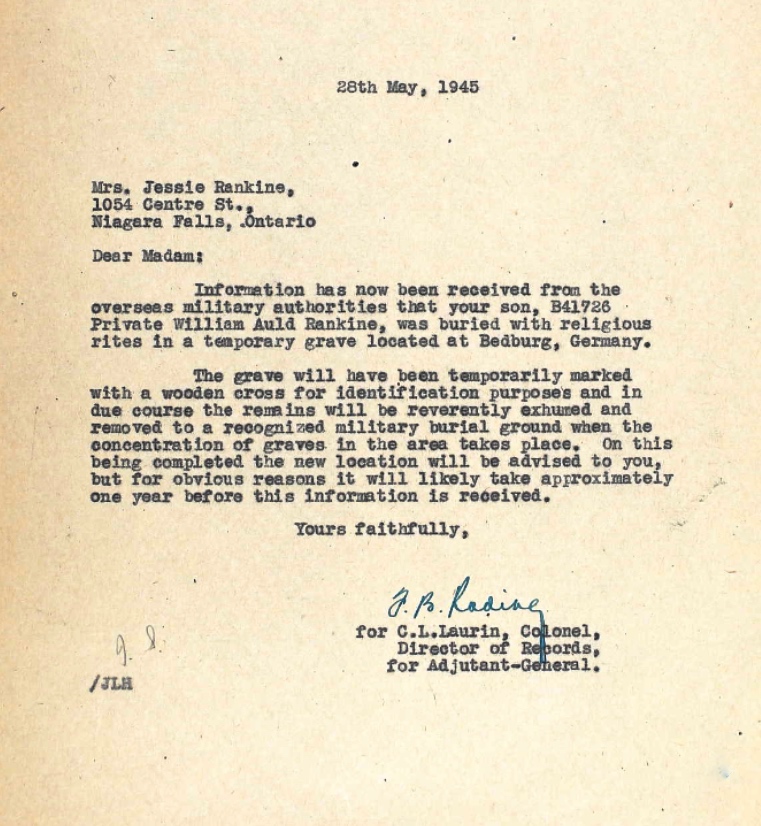 28th May, 1945
Mrs. Jessie Rankine,
1054 Centre St.,
Niagara Falls, Ontario
Dear Madam:
Information has now been received from the
overseas military authorities that your son, B41726
Private William Auld Rankine, was buried with religious
rites in a temporary grave located at Bedburg, Germany.
The grave will have been temporarily marked
with a wooden cross for identification purposes and in
due course the remains will be reverently exhumed and
removed to a recognized military burial ground when the
concentration of graves in the area takes place. On this
being completed the new location will be advised to you,
but for obvious reasons it will likely take approximately
one year before this information is received.
Yours faithfully,
F.B.
for C.L.Laurin, Colonel,
Director of Records,
for Adjutant-General.
/JLH